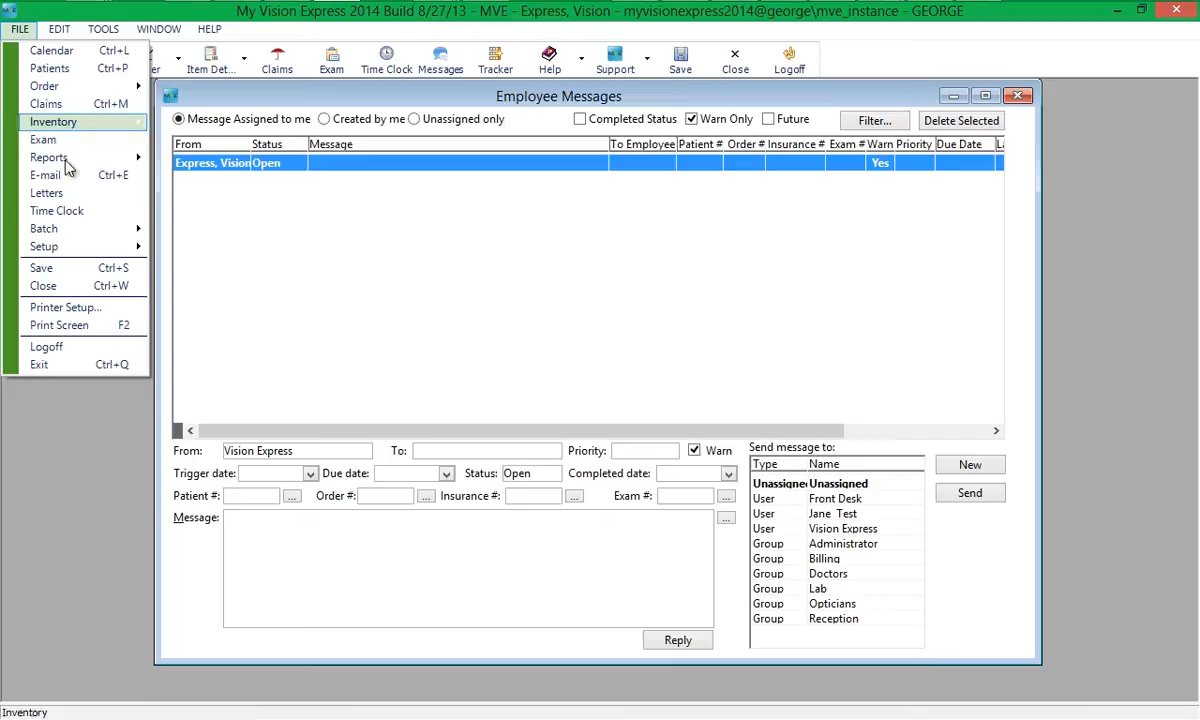 My Vision Express 2014 Build 8/27/13 - MVE - Express, Vision - myvisionexpress2014@george\mve_instance - GEORGE
FILE EDIT TOOLS WINDOW HELP
er Item Det... Claims Exam Time Clock Messages Tracker Help Support Save Close Logoff
Calendar Ctrl+L
Patients Ctrl+P
Order
Claims Ctrl+M
Inventory
Exam
Reports
E-mail Ctrl+E
Letters
Time Clock
Batch
Setup
Save Ctrl+S
Close Ctrl+W
Printer Setup...
Print Screen F2
Logoff
Exit Ctrl+Q
Employee Messages
Message Assigned to me Created by me Unassigned only Completed Status Warn Only Future Filter... Delete Selected
From Status Message To Employee Patient # Order # Insurance # Exam # Warn Priority Due Date La
Express, Vision Open Yes
From: Vision Express To: Priority: Warn
Trigger date: Due date: Status: Open Completed date:
Patient #: ... Order #: ... Insurance #: ... Exam #: ...
Message: ...
Reply
Send message to:
Type Name
Unassigned Unassigned
User Front Desk
User Jane Test
User Vision Express
Group Administrator
Group Billing
Group Doctors
Group Lab
Group Opticians
Group Reception
New
Send
Inventory